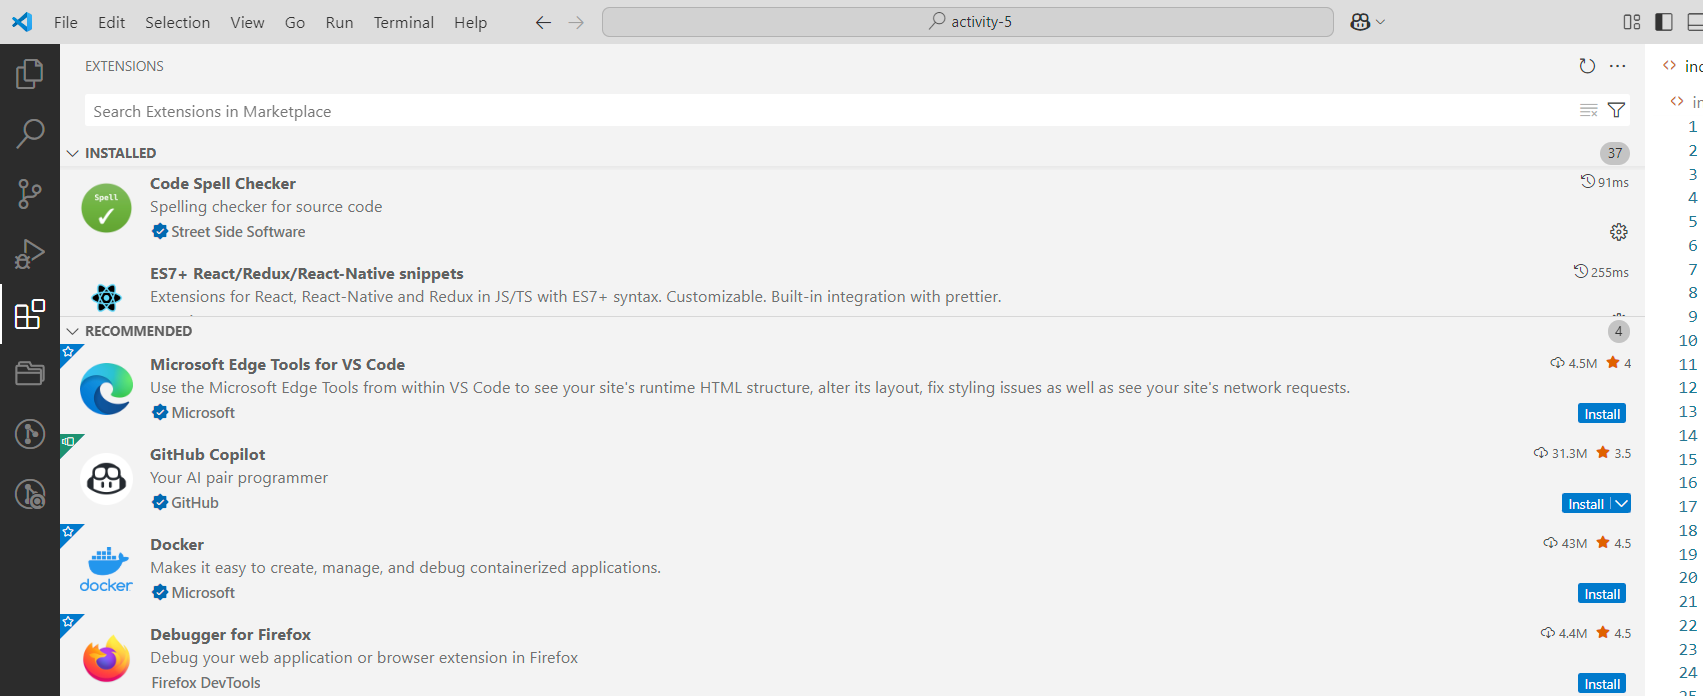 File Edit Selection View Go Run Terminal Help
activity-5
EXTENSIONS
Search Extensions in Marketplace
INSTALLED 37
Code Spell Checker 91ms
Spelling checker for source code
Street Side Software
ES7+ React/Redux/React-Native snippets 255ms
Extensions for React, React-Native and Redux in JS/TS with ES7+ syntax. Customizable. Built-in integration with prettier.
RECOMMENDED 4
Microsoft Edge Tools for VS Code 4.5M 4
Use the Microsoft Edge Tools from within VS Code to see your site's runtime HTML structure, alter its layout, fix styling issues as well as see your site's network requests.
Microsoft Install
GitHub Copilot 31.3M 3.5
Your AI pair programmer
GitHub Install
Docker 43M 4.5
Makes it easy to create, manage, and debug containerized applications.
docker
Microsoft Install
Debugger for Firefox 4.4M 4.5
Debug your web application or browser extension in Firefox
Firefox DevTools Install
Spell
1
2
3
4
5
6
7
8
9
10
11
12
13
14
15
16
17
18
19
20
21
22
23
24